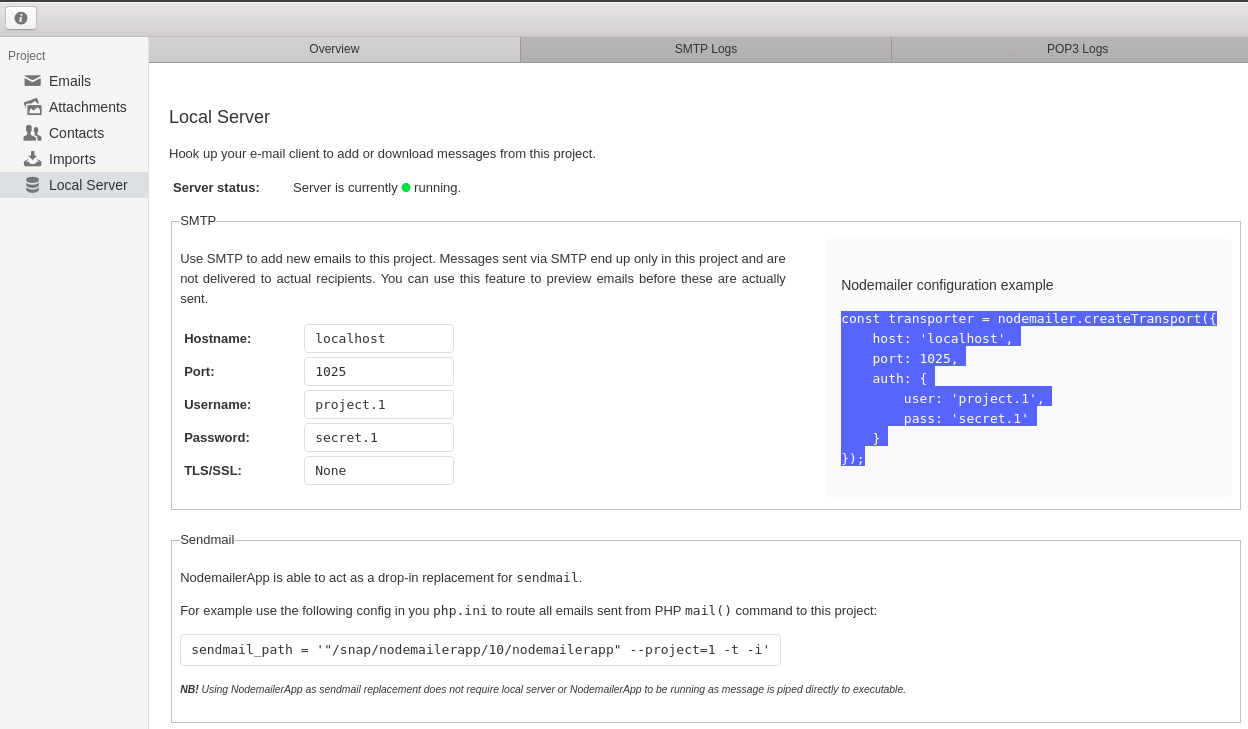 Overview
SMTP Logs
POP3 Logs
Project
Emails
Attachments
Contacts
Imports
Local Server
Local Server
Hook up your e-mail client to add or download messages from this project.
Server status: Server is currently running.
SMTP
Use SMTP to add new emails to this project. Messages sent via SMTP end up only in this project and are
not delivered to actual recipients. You can use this feature to preview emails before these are actually
sent.
Hostname: localhost
Port: 1025
Username: project.1
Password: secret.1
TLS/SSL: None
Nodemailer configuration example
const transporter = nodemailer.createTransport({
    host: 'localhost',
    port: 1025,
    auth: {
        user: 'project.1',
        pass: 'secret.1'
    }
});
Sendmail
NodemailerApp is able to act as a drop-in replacement for sendmail.
For example use the following config in you php.ini to route all emails sent from PHP mail() command to this project:
sendmail_path = '"/snap/nodemailerapp/10/nodemailerapp" --project=1 -t -i'
NB! Using NodemailerApp as sendmail replacement does not require local server or NodemailerApp to be running as message is piped directly to executable.